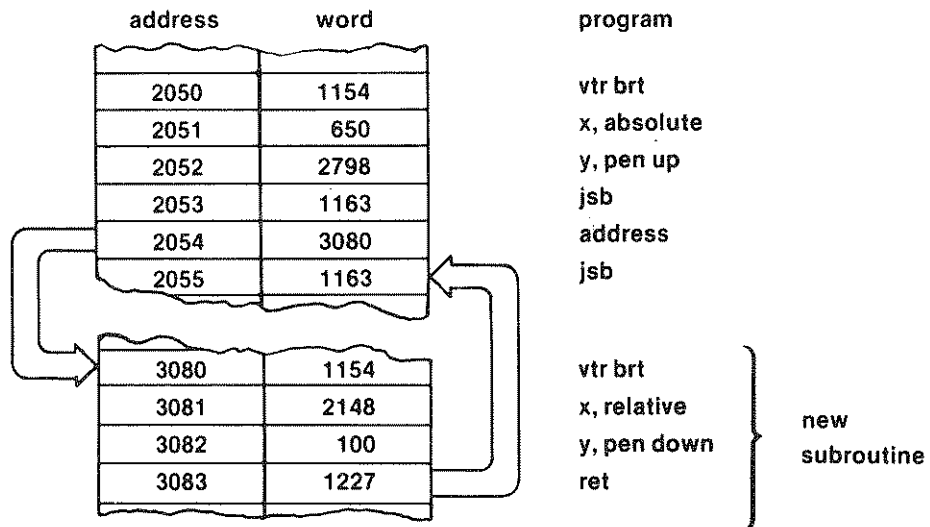 address word program
2050 1154 vtr brt
2051 650 x, absolute
2052 2798 y, pen up
2053 1163 jsb
2054 3080 address
2055 1163 jsb
3080 1154 vtr brt
3081 2148 x, relative
3082 100 y, pen down
3083 1227 ret
new
subroutine